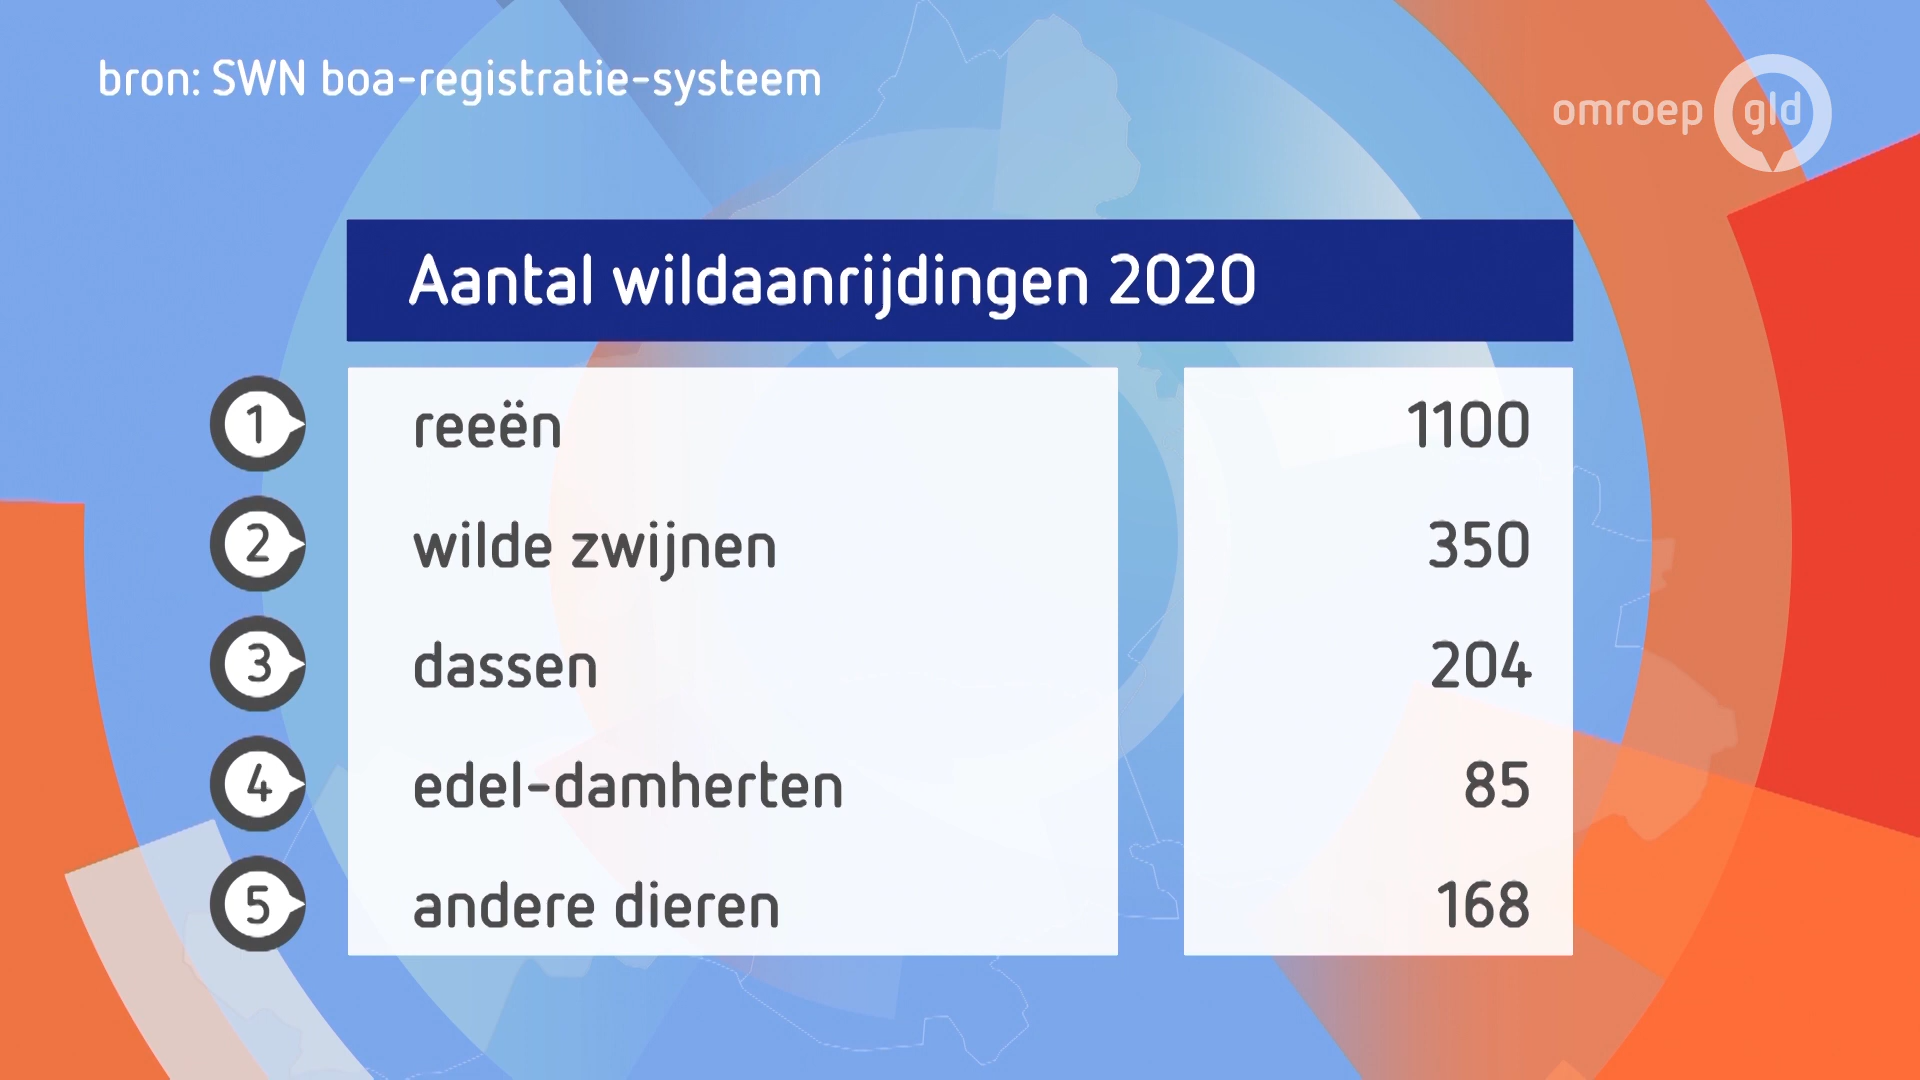 bron: SWN boa-registratie-systeem
omroep gld
Aantal wildaanrijdingen 2020
1 reeën 1100
2 wilde zwijnen 350
3 dassen 204
4 edel-damherten 85
5 andere dieren 168